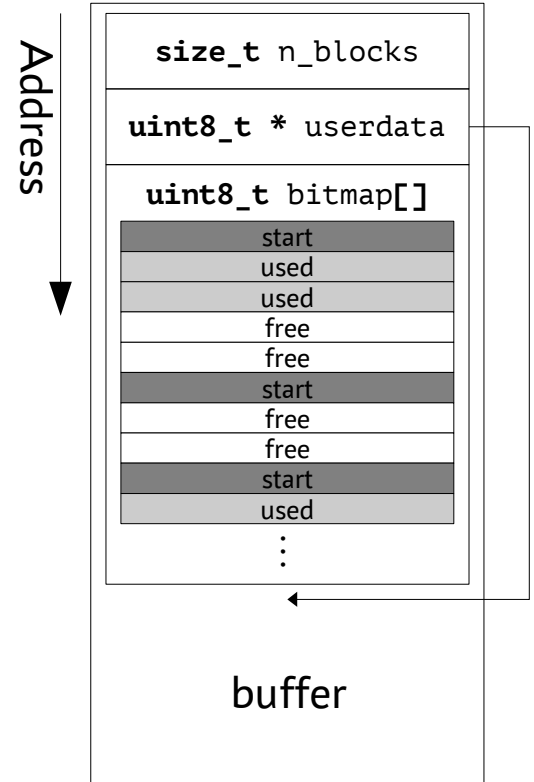 Address
size_t n_blocks
uint8_t * userdata
uint8_t bitmap[]
start
used
used
free
free
start
free
free
start
used
⋮
buffer